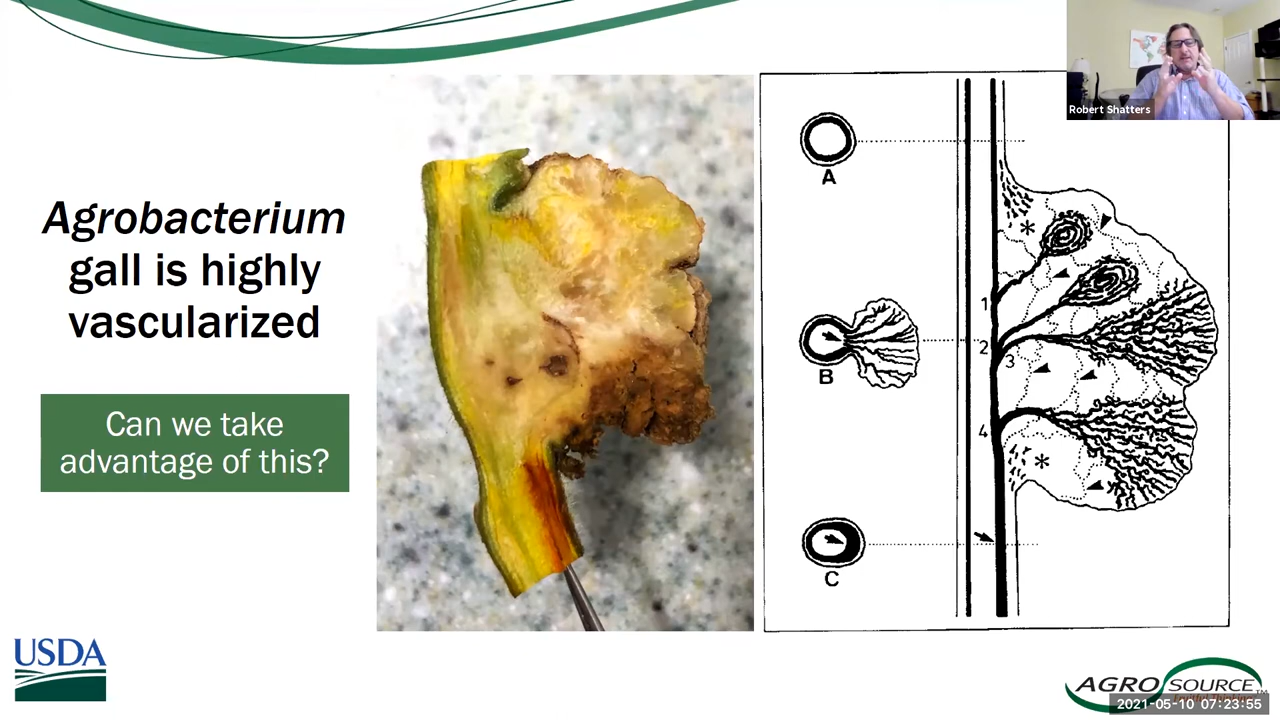 Agrobacterium
gall is highly
vascularized
Can we take
advantage of this?
Robert Shatters
A
B
C
1
2
3
4
*
*
USDA
AGRO SOURCE
2021-05-10 07:23:55